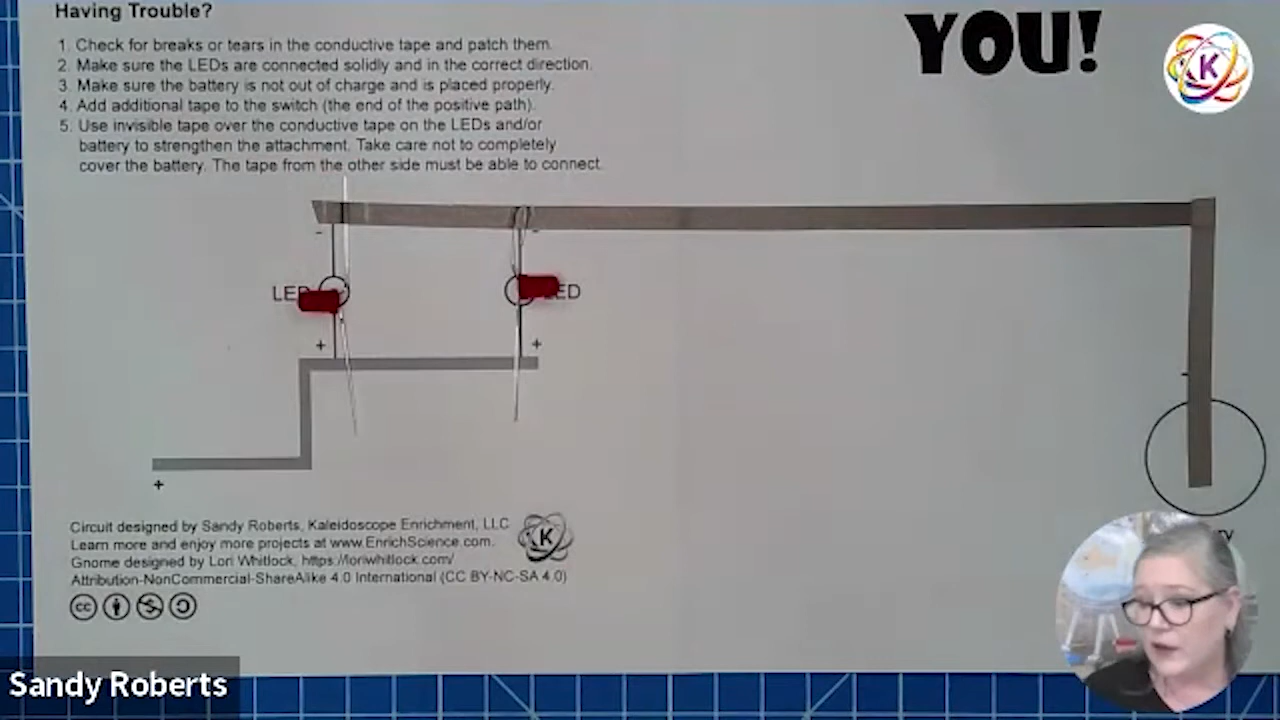 Having Trouble?
YOU!
K
1. Check for breaks or tears in the conductive tape and patch them.
2. Make sure the LEDs are connected solidly and in the correct direction.
3. Make sure the battery is not out of charge and is placed properly.
4. Add additional tape to the switch (the end of the positive path).
5. Use invisible tape over the conductive tape on the LEDs and/or
battery to strengthen the attachment. Take care not to completely
cover the battery. The tape from the other side must be able to connect.
-
-
LED
LED
+
+
-
+
Circuit designed by Sandy Roberts, Kaleidoscope Enrichment, LLC
Learn more and enjoy more projects at www.EnrichScience.com.
Gnome designed by Lori Whitlock, https://loriwhitlock.com/
Attribution-NonCommercial-ShareAlike 4.0 International (CC BY-NC-SA 4.0)
K
cc
Sandy Roberts